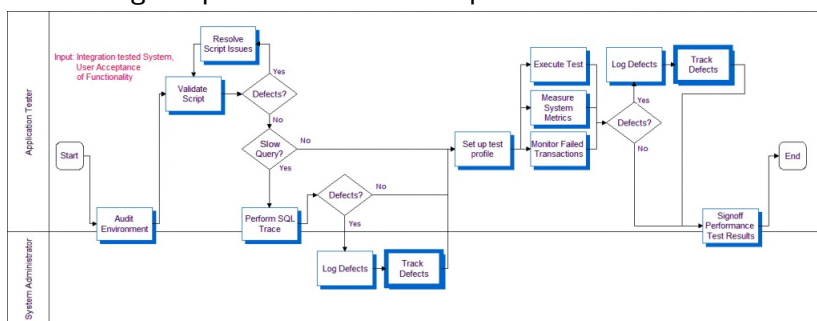 Application Tester
System Administrator
Input: Integration tested System,
User Acceptance
of Functionality
Start
Audit
Environment
Validate
Script
Resolve
Script Issues
Defects?
Yes
No
Slow
Query?
No
Yes
Perform SQL
Trace
Defects?
No
Yes
Log Defects
Track
Defects
Set up test
profile
Execute Test
Measure
System
Metrics
Monitor Failed
Transactions
Defects?
Yes
No
Log Defects
Track
Defects
Signoff
Performance
Test Results
End